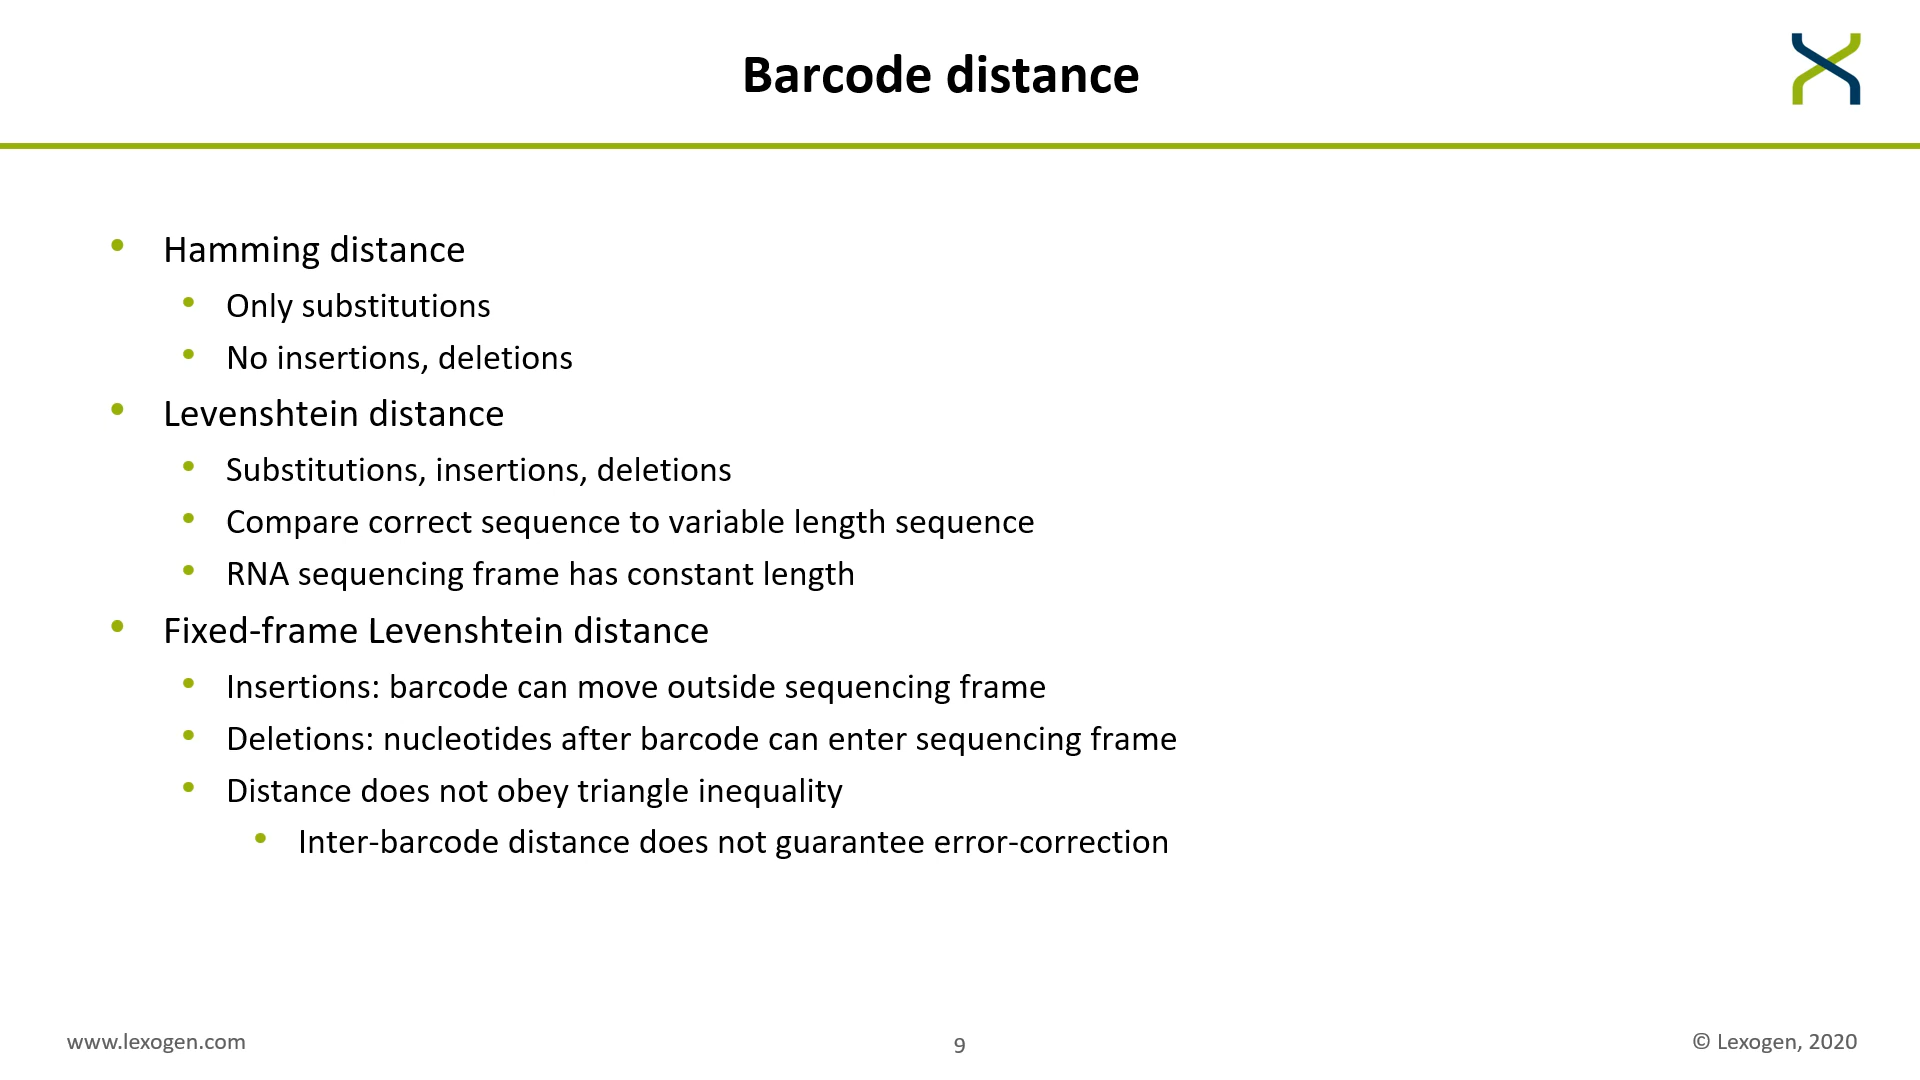 Barcode distance
• Hamming distance
• Only substitutions
• No insertions, deletions
• Levenshtein distance
• Substitutions, insertions, deletions
• Compare correct sequence to variable length sequence
• RNA sequencing frame has constant length
• Fixed-frame Levenshtein distance
• Insertions: barcode can move outside sequencing frame
• Deletions: nucleotides after barcode can enter sequencing frame
• Distance does not obey triangle inequality
• Inter-barcode distance does not guarantee error-correction
www.lexogen.com
9
© Lexogen, 2020